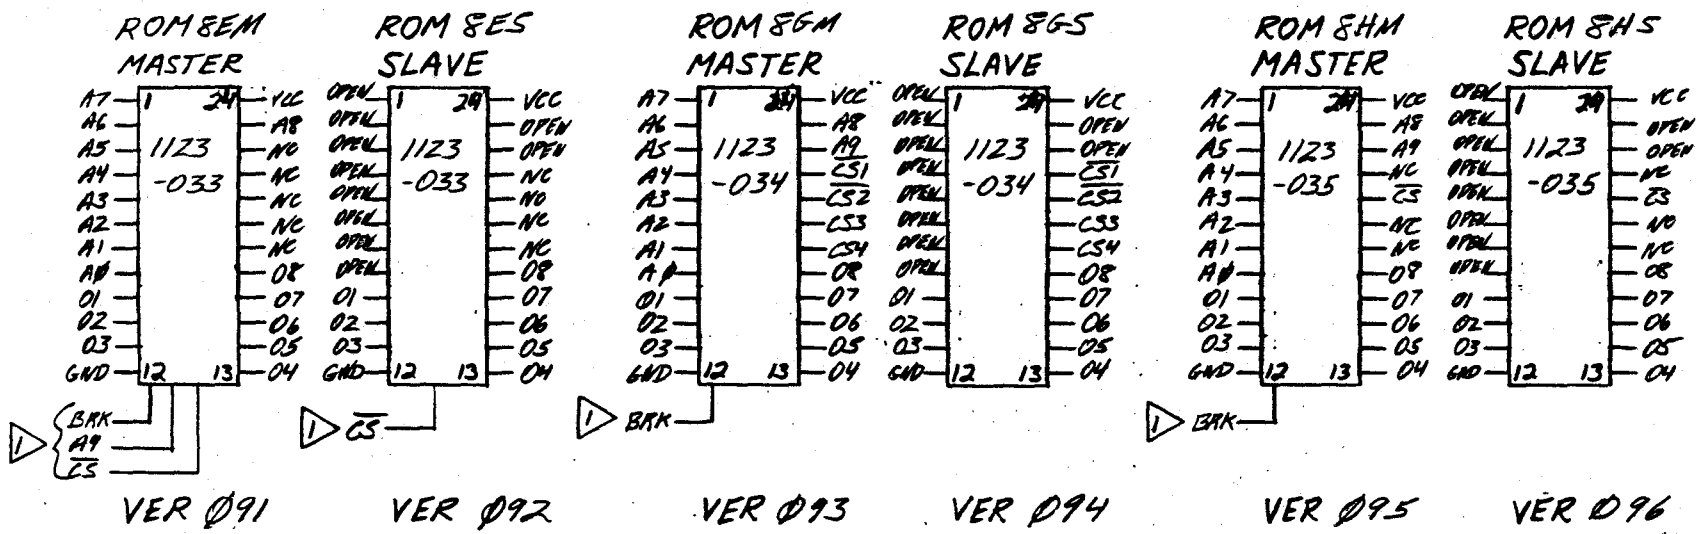 ROM 8EM ROM 8ES ROM 8GM ROM 8GS ROM 8HM ROM 8HS
MASTER SLAVE MASTER SLAVE MASTER SLAVE
A7 1 24 VCC OPEN 1 24 VCC A7 1 24 VCC OPEN 1 24 VCC A7 1 24 VCC OPEN 1 24 VCC
A6 A8 OPEN OPEN A6 A8 OPEN OPEN A6 A8 OPEN OPEN
A5 1123 NC OPEN 1123 OPEN A5 1123 A9 OPEN 1123 OPEN A5 1123 A9 OPEN 1123 OPEN
A4 -033 NC OPEN -033 NC A4 -034 C̅S̅1̅ OPEN -034 C̅S̅1̅ A4 -035 NC OPEN -035 NC
A3 NC OPEN NO A3 C̅S̅2̅ OPEN C̅S̅2̅ A3 C̅S̅ OPEN C̅S̅
A2 NC OPEN NC A2 CS3 OPEN CS3 A2 NC OPEN NO
A1 NC OPEN NC A1 CS4 OPEN CS4 A1 NC OPEN NC
AØ O8 OPEN O8 AØ O8 OPEN O8 AØ O8 OPEN O8
O1 O7 O1 O7 Ø1 O7 O1 O7 O1 O7 O1 O7
O2 O6 O2 O6 O2 O6 O2 O6 O2 O6 O2 O6
O3 O5 O3 O5 O3 O5 O3 O5 O3 O5 O3 O5
GND 12 13 O4 GND 12 13 O4 GND 12 13 O4 GND 12 13 O4 GND 12 13 O4 GND 12 13 O4
1 BRK 1 C̅S̅ 1 BRK 1 BRK
A9
C̅S̅
VER Ø91 VER Ø92 VER Ø93 VER Ø94 VER Ø95 VER Ø96